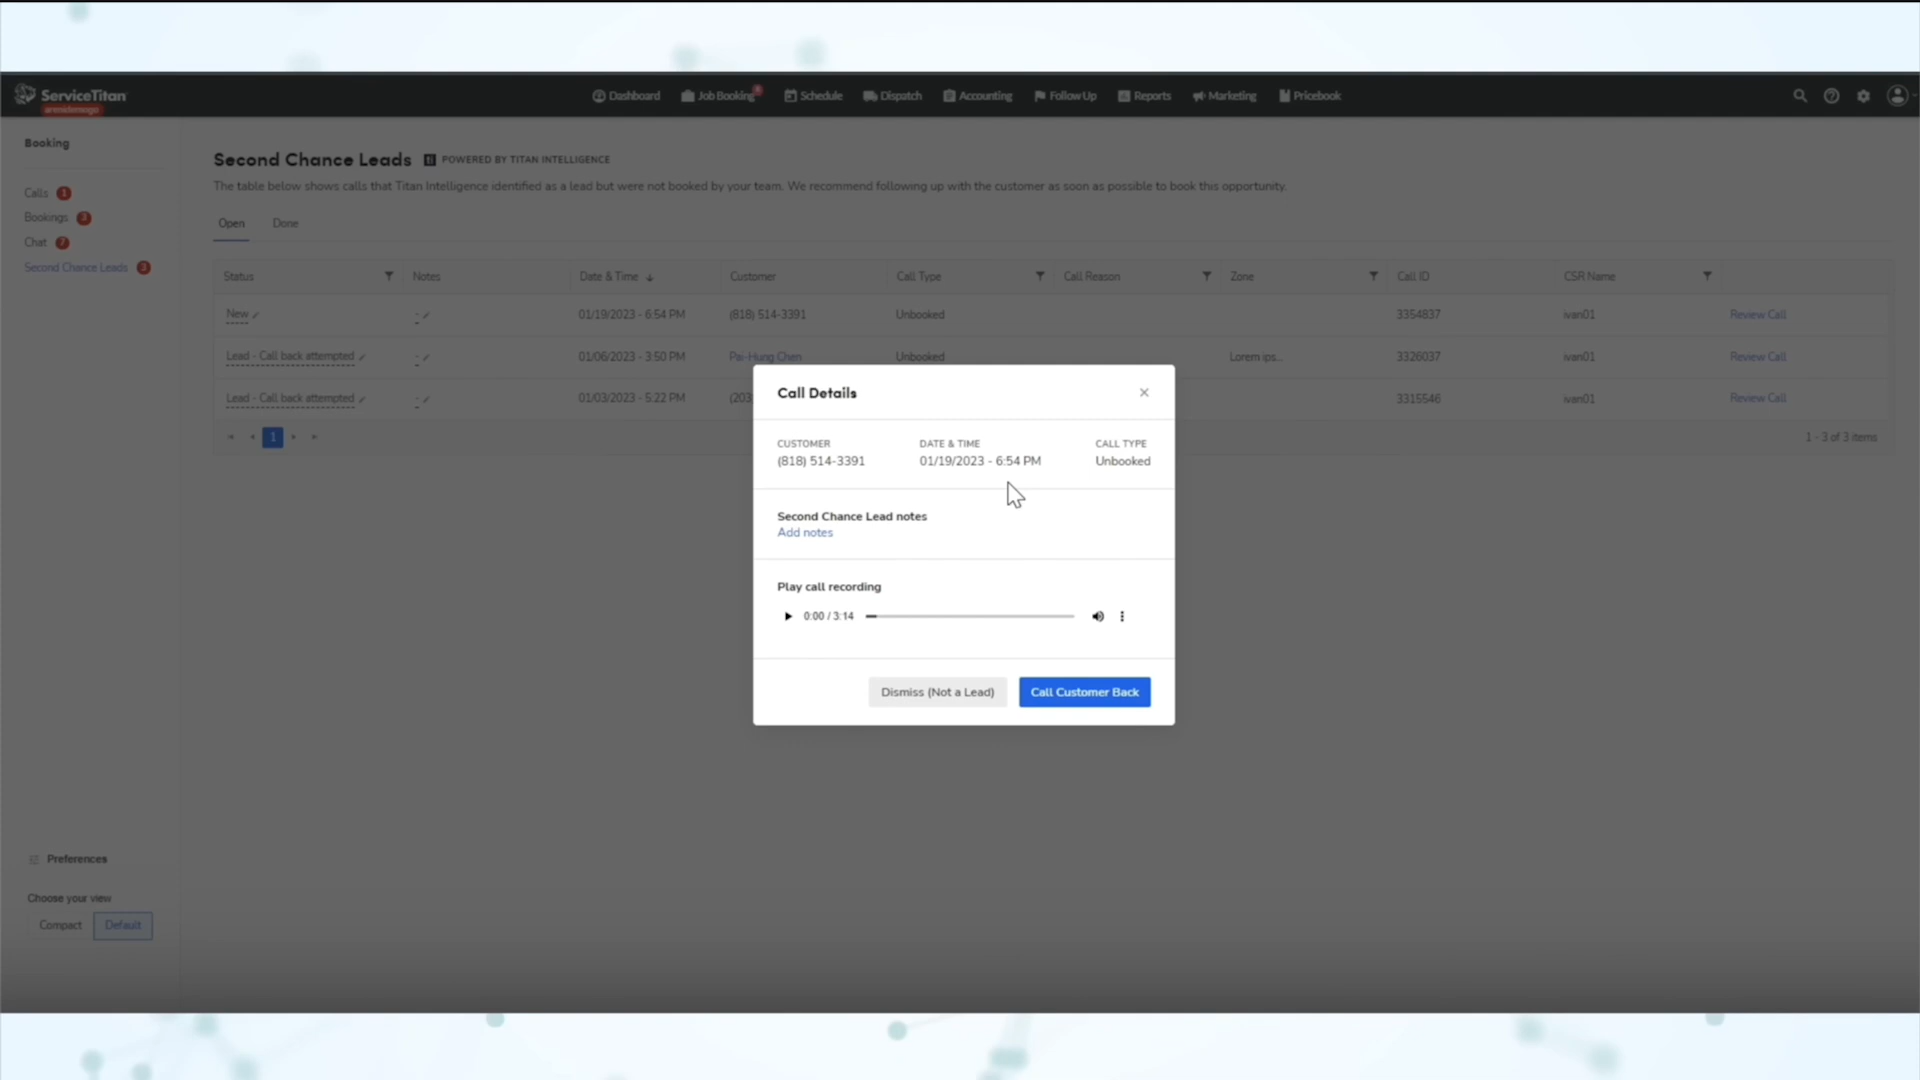 ServiceTitan
Dashboard Job Booking Schedule Dispatch Accounting Follow Up Reports Marketing Pricebook
Booking
Calls 1
Bookings 3
Chat 7
Second Chance Leads 3
Second Chance Leads POWERED BY TITAN INTELLIGENCE
The table below shows calls that Titan Intelligence identified as a lead but were not booked by your team. We recommend following up with the customer as soon as possible to book this opportunity.
Open Done
Status Notes Date & Time ↓ Customer Call Type Call Reason Zone Call ID CSR Name
New - 01/19/2023 - 6:54 PM (818) 514-3391 Unbooked 3354837 ivan01 Review Call
Lead - Call back attempted - 01/06/2023 - 3:50 PM Pai-Hung Chen Unbooked Lorem ips... 3326037 ivan01 Review Call
Lead - Call back attempted - 01/03/2023 - 5:22 PM (203 3315546 ivan01 Review Call
1 1 - 3 of 3 items
Call Details ×
CUSTOMER DATE & TIME CALL TYPE
(818) 514-3391 01/19/2023 - 6:54 PM Unbooked
Second Chance Lead notes
Add notes
Play call recording
0:00 / 3:14
Dismiss (Not a Lead) Call Customer Back
Preferences
Choose your view
Compact Default